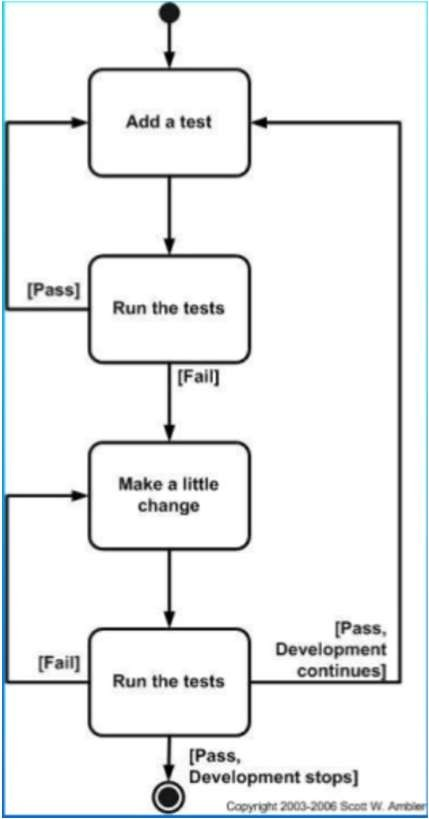 Add a test
[Pass]
Run the tests
[Fail]
Make a little
change
[Pass,
Development
continues]
[Fail]
Run the tests
[Pass,
Development stops]
Copyright 2003-2006 Scott W. Ambler